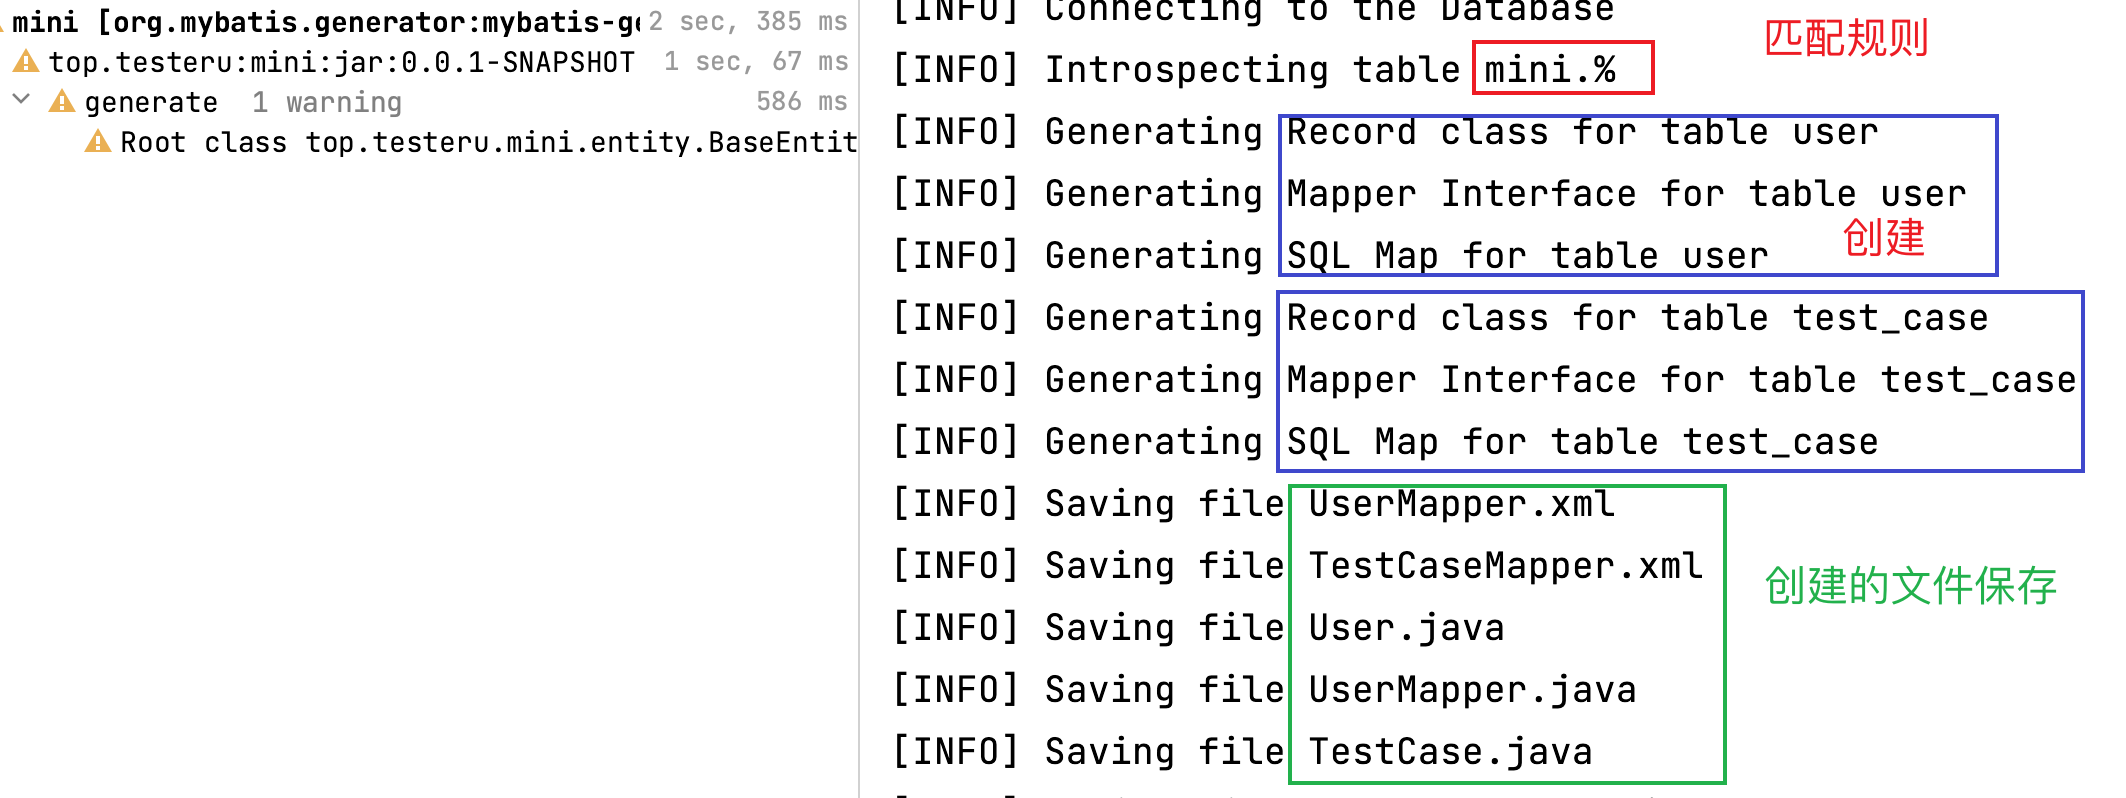 mini [org.mybatis.generator:mybatis-ge 2 sec, 385 ms
top.testeru:mini:jar:0.0.1-SNAPSHOT 1 sec, 67 ms
generate 1 warning 586 ms
Root class top.testeru.mini.entity.BaseEntit
[INFO] Connecting to the Database
[INFO] Introspecting table mini.%
匹配规则
[INFO] Generating Record class for table user
[INFO] Generating Mapper Interface for table user
创建
[INFO] Generating SQL Map for table user
[INFO] Generating Record class for table test_case
[INFO] Generating Mapper Interface for table test_case
[INFO] Generating SQL Map for table test_case
[INFO] Saving file UserMapper.xml
[INFO] Saving file TestCaseMapper.xml
创建的文件保存
[INFO] Saving file User.java
[INFO] Saving file UserMapper.java
[INFO] Saving file TestCase.java